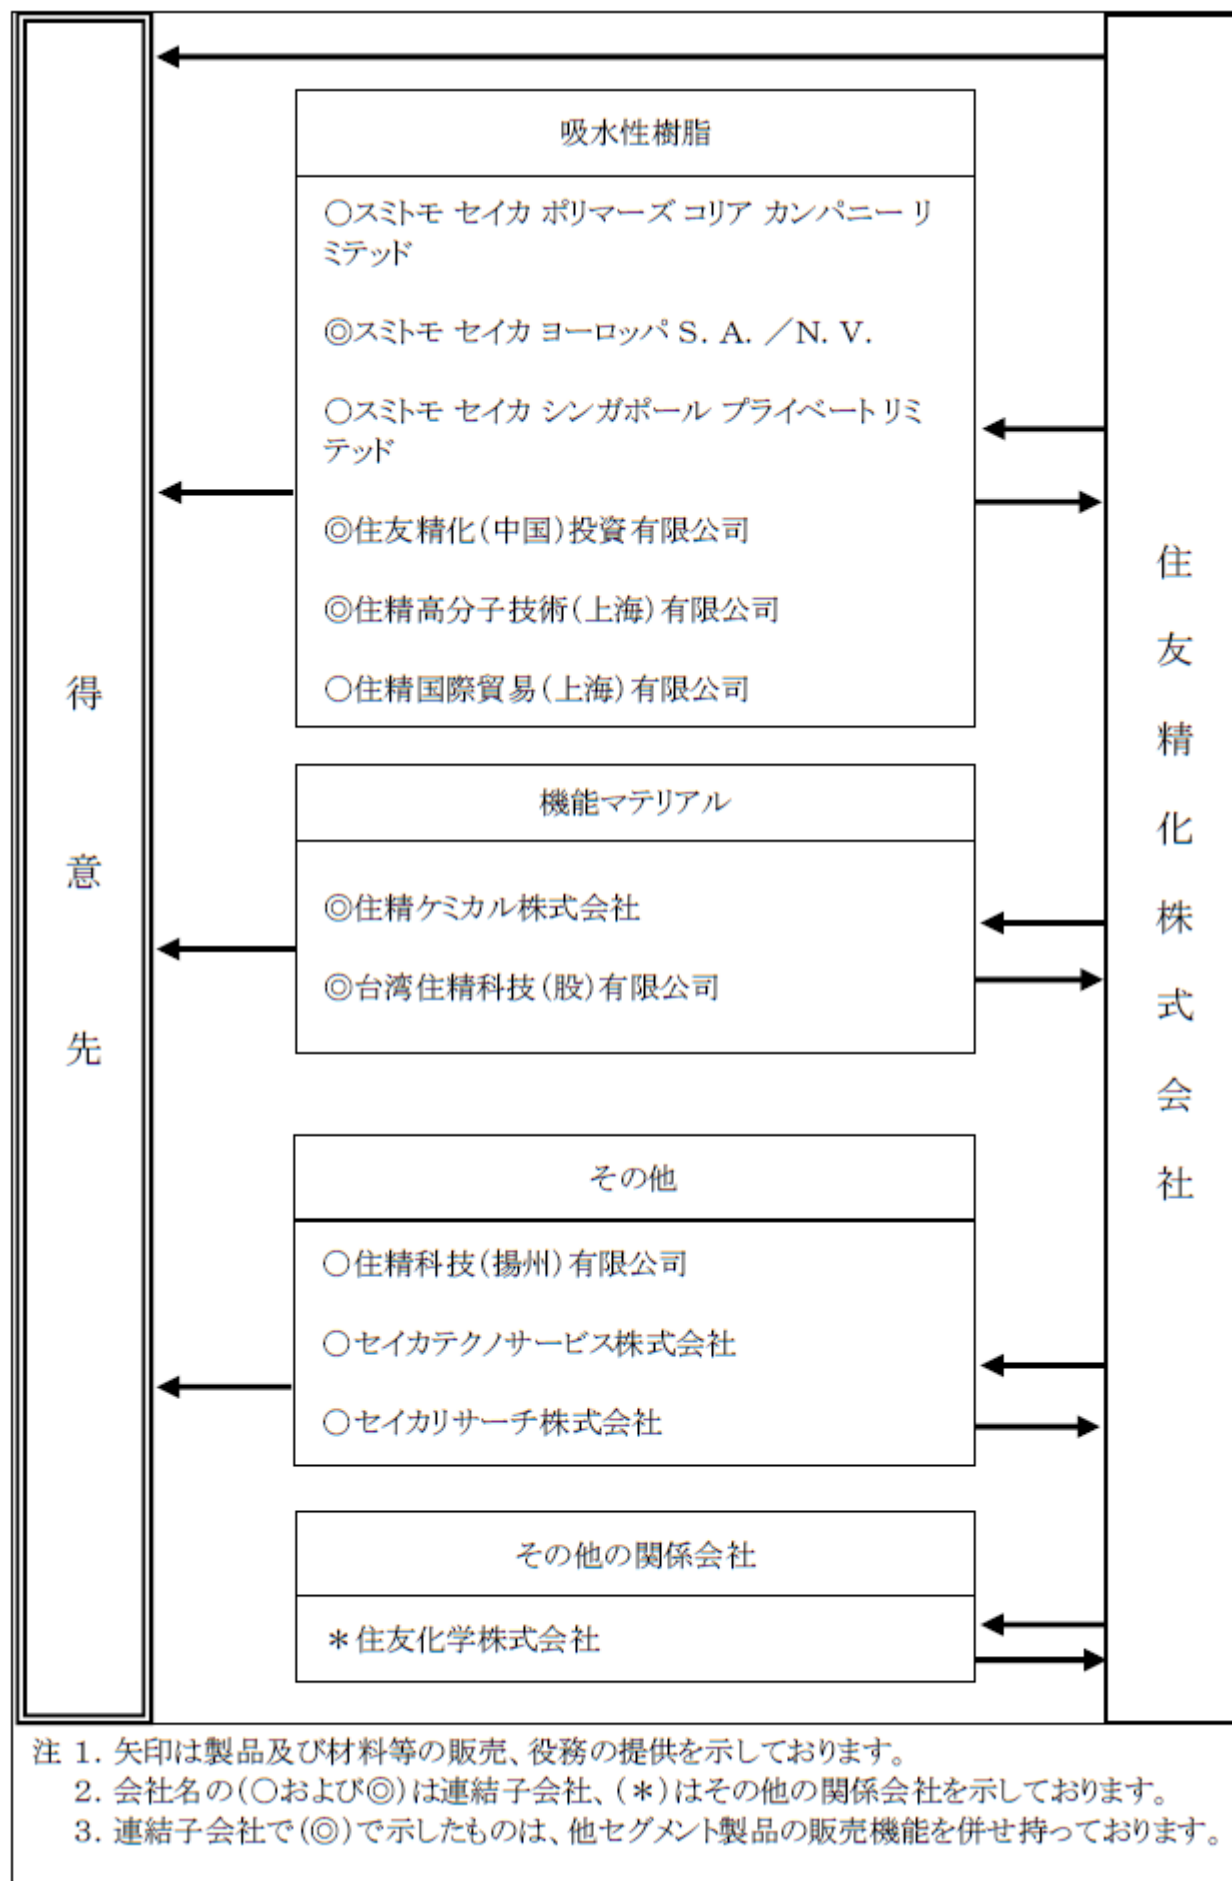 得意先
吸水性樹脂
○スミトモ セイカ ポリマーズ コリア カンパニー リ
ミテッド
◎スミトモ セイカ ヨーロッパ S. A. ／N. V.
○スミトモ セイカ シンガポール プライベート リミ
テッド
◎住友精化(中国)投資有限公司
◎住精高分子技術(上海)有限公司
○住精国際貿易(上海)有限公司
機能マテリアル
◎住精ケミカル株式会社
◎台湾住精科技(股)有限公司
その他
○住精科技(揚州)有限公司
○セイカテクノサービス株式会社
○セイカリサーチ株式会社
その他の関係会社
＊住友化学株式会社
住友精化株式会社
注 1. 矢印は製品及び材料等の販売、役務の提供を示しております。
2. 会社名の(○および◎)は連結子会社、(＊)はその他の関係会社を示しております。
3. 連結子会社で(◎)で示したものは、他セグメント製品の販売機能を併せ持っております。